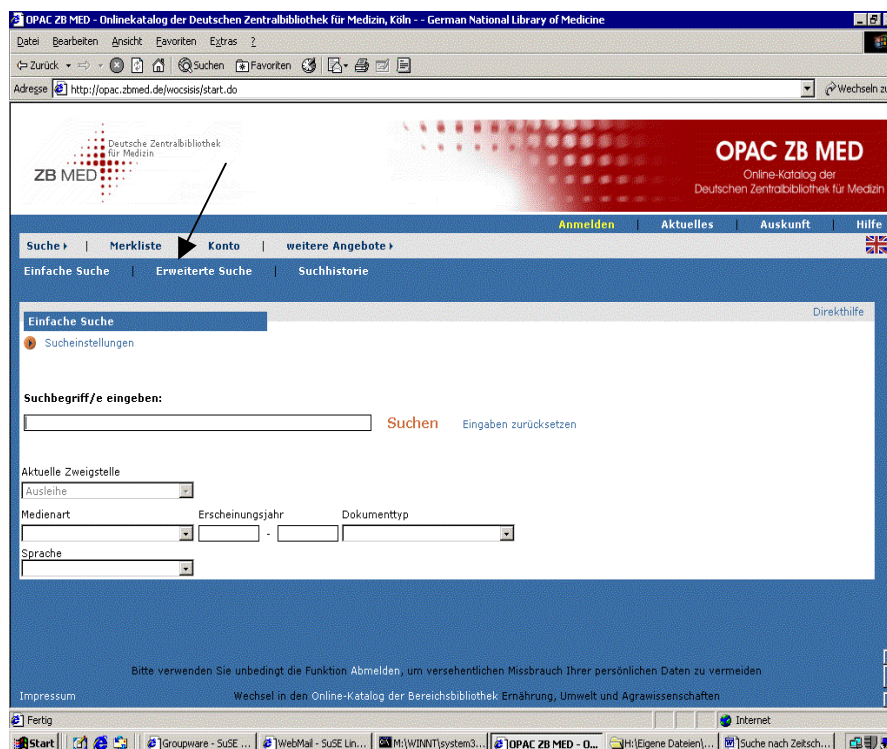 OPAC ZB MED - Onlinekatalog der Deutschen Zentralbibliothek für Medizin, Köln - - German National Library of Medicine
Datei Bearbeiten Ansicht Favoriten Extras ?
Zurück Suchen Favoriten
Adresse http://opac.zbmed.de/wocsisis/start.do Wechseln zu
Deutsche Zentralbibliothek
für Medizin
ZB MED
OPAC ZB MED
Online-Katalog der
Deutschen Zentralbibliothek für Medizin
Anmelden | Aktuelles | Auskunft | Hilfe
Suche | Merkliste Konto | weitere Angebote
Einfache Suche | Erweiterte Suche | Suchhistorie
Direkthilfe
Einfache Suche
Sucheinstellungen
Suchbegriff/e eingeben:
Suchen Eingaben zurücksetzen
Aktuelle Zweigstelle
Ausleihe
Medienart Erscheinungsjahr Dokumenttyp
-
Sprache
Bitte verwenden Sie unbedingt die Funktion Abmelden, um versehentlichen Missbrauch Ihrer persönlichen Daten zu vermeiden
Impressum Wechsel in den Online-Katalog der Bereichsbibliothek Ernährung, Umwelt und Agrawissenschaften
Fertig Internet
Start Groupware - SuSE ... WebMail - SuSE Lin... M:\WINNT\system3... OPAC ZB MED - O... H:\Eigene Dateien\... Suche nach Zeitsch...